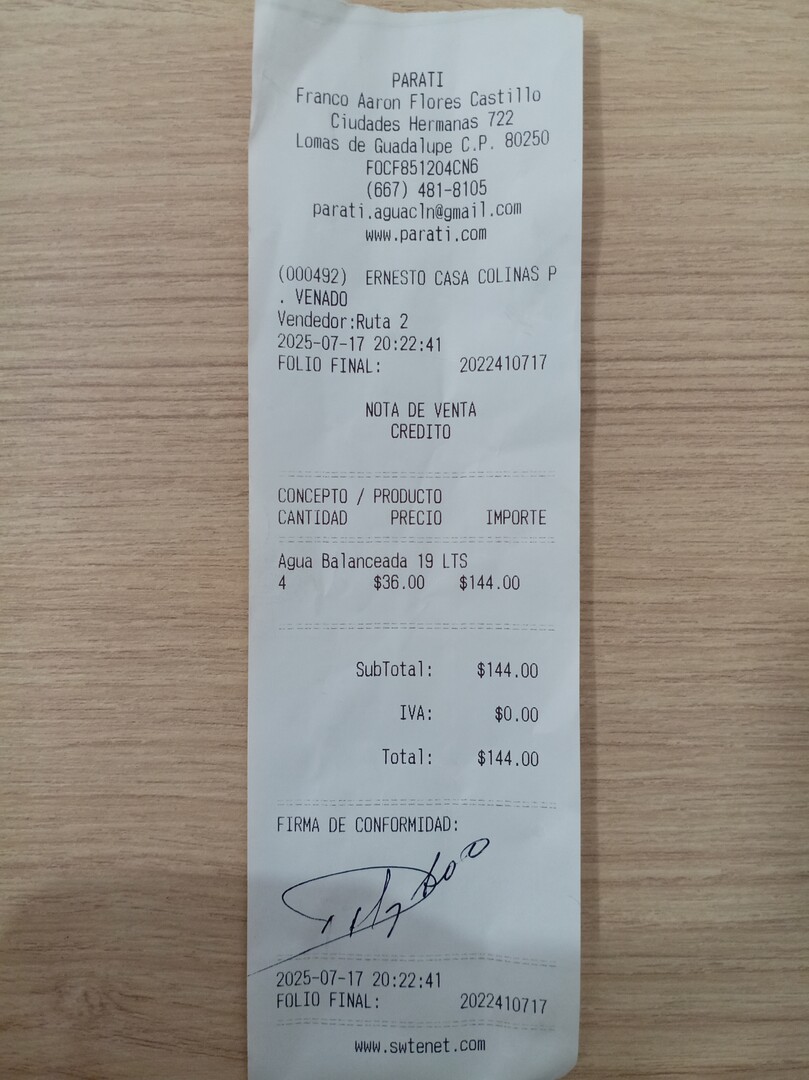 PARATI
Franco Aaron Flores Castillo
Ciudades Hermanas 722
Lomas de Guadalupe C.P. 80250
FOCF851204CN6
(667) 481-8105
parati.aguacln@gmail.com
www.parati.com
(000492) ERNESTO CASA COLINAS P
. VENADO
Vendedor:Ruta 2
2025-07-17 20:22:41
FOLIO FINAL: 2022410717
NOTA DE VENTA
CREDITO
CONCEPTO / PRODUCTO
CANTIDAD PRECIO IMPORTE
Agua Balanceada 19 LTS
4 $36.00 $144.00
SubTotal: $144.00
IVA: $0.00
Total: $144.00
FIRMA DE CONFORMIDAD:
2025-07-17 20:22:41
FOLIO FINAL: 2022410717
www.swtenet.com